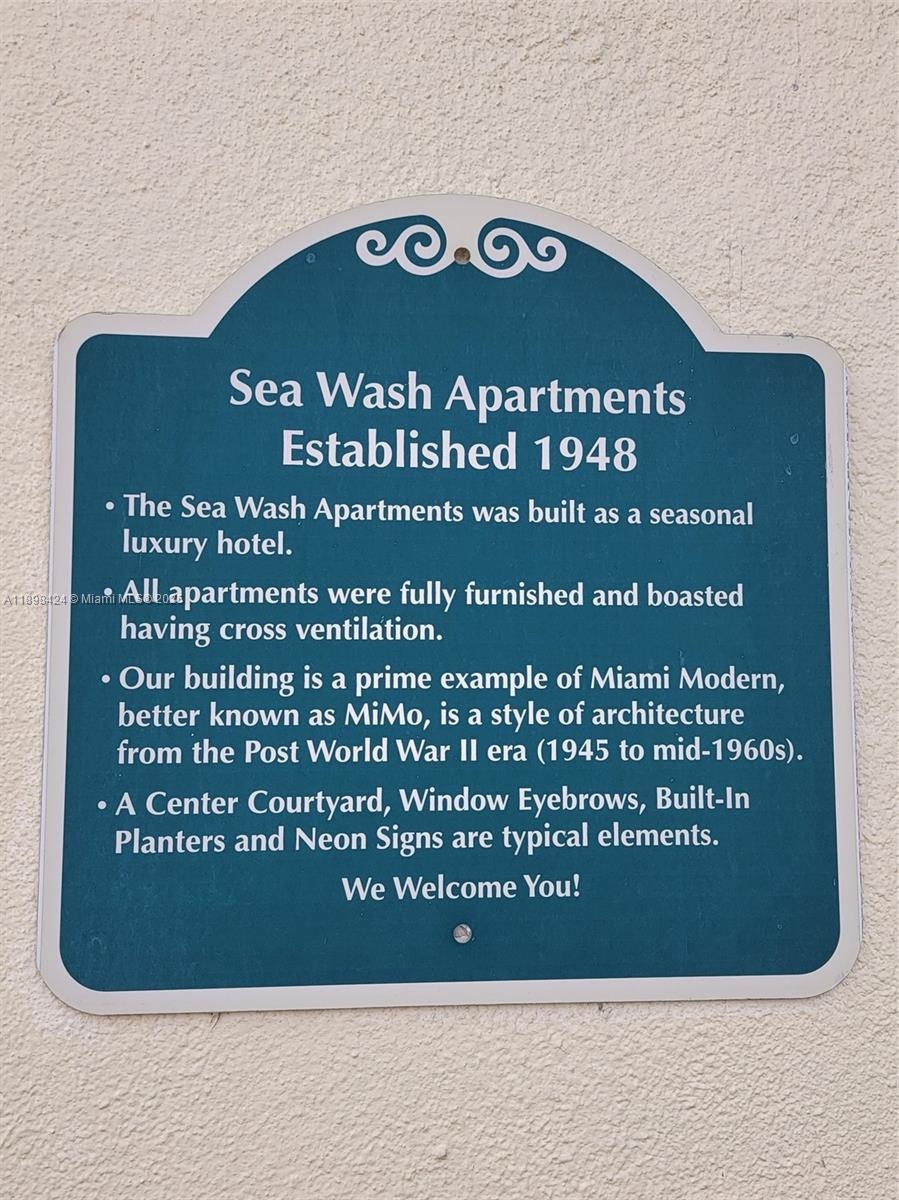 Sea Wash Apartments
Established 1948
• The Sea Wash Apartments was built as a seasonal
luxury hotel.
• All apartments were fully furnished and boasted
having cross ventilation.
• Our building is a prime example of Miami Modern,
better known as MiMo, is a style of architecture
from the Post World War II era (1945 to mid-1960s).
• A Center Courtyard, Window Eyebrows, Built-In
Planters and Neon Signs are typical elements.
We Welcome You!
© Miami MLS®